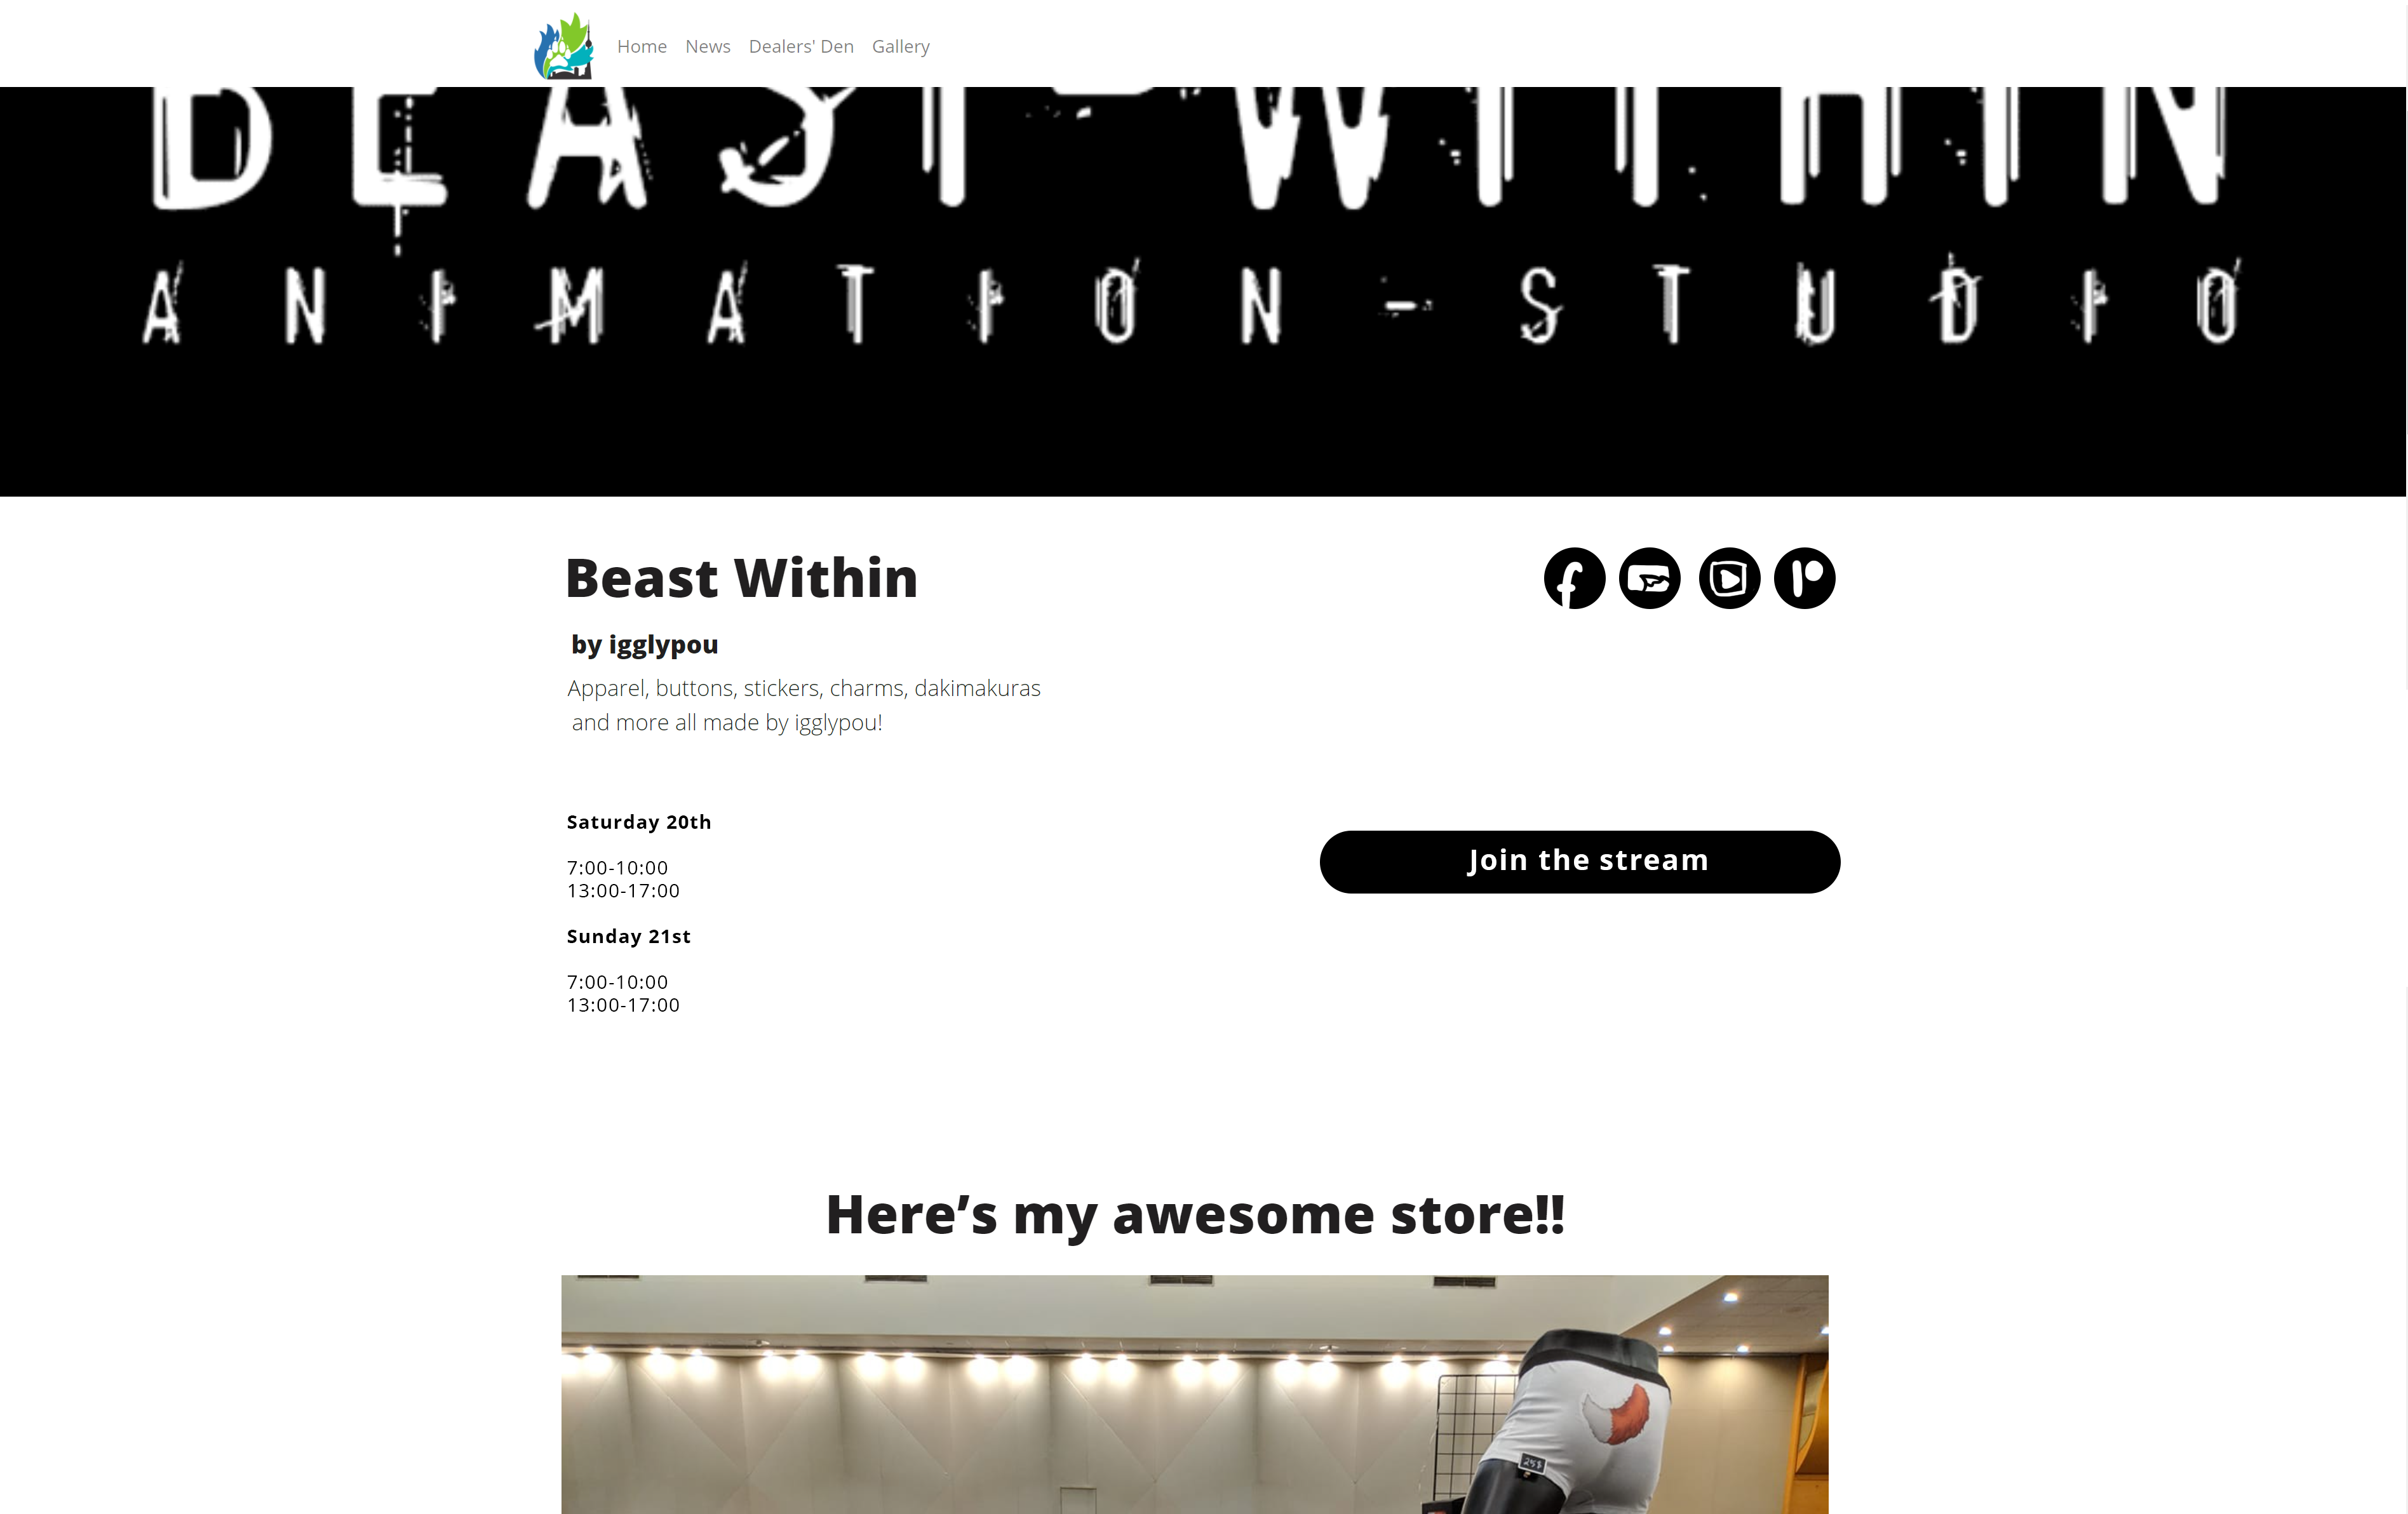 Home News Dealers' Den Gallery
BEAST-WITHIN
ANIMATION-STUDIO
Beast Within
by igglypou
Apparel, buttons, stickers, charms, dakimakuras
and more all made by igglypou!
Saturday 20th
7:00-10:00
13:00-17:00
Join the stream
Sunday 21st
7:00-10:00
13:00-17:00
Here’s my awesome store!!
25$